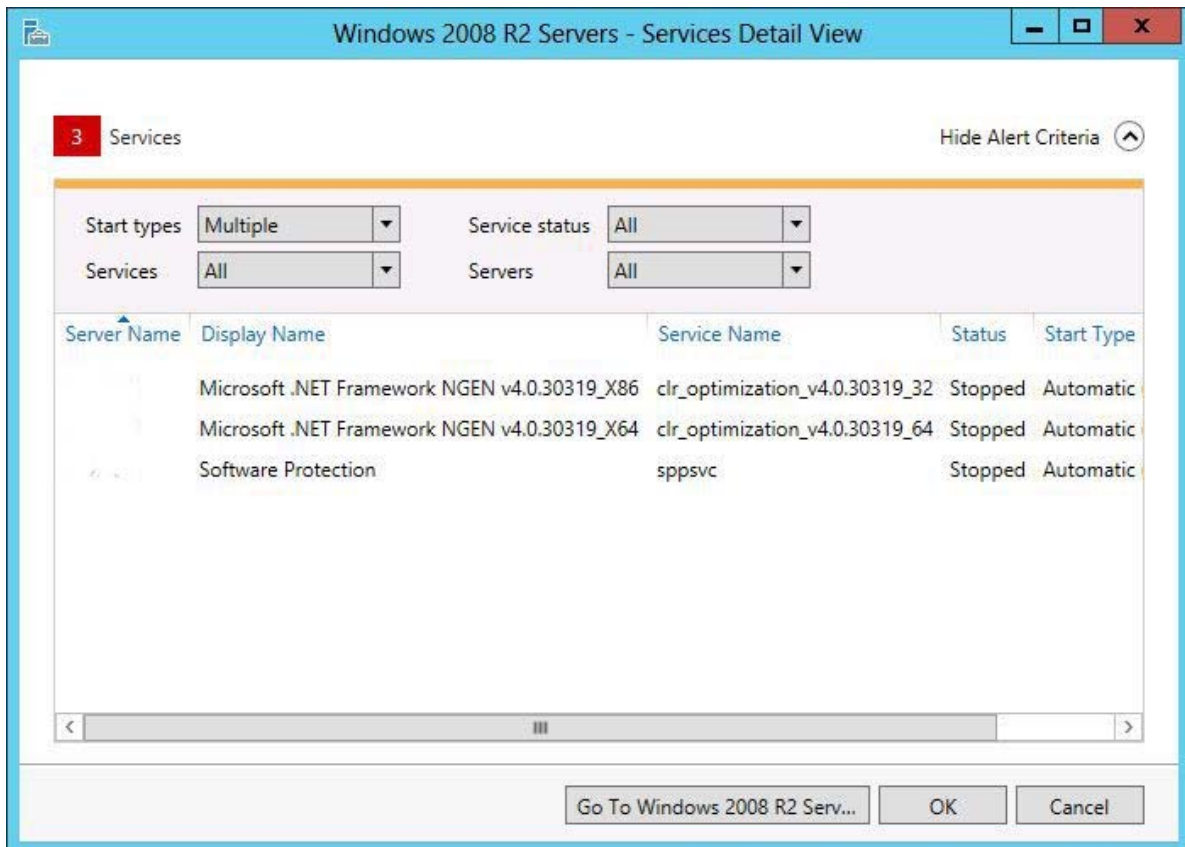 Windows 2008 R2 Servers - Services Detail View
3 Services Hide Alert Criteria
Start types Multiple Service status All
Services All Servers All
Server Name Display Name Service Name Status Start Type
Microsoft .NET Framework NGEN v4.0.30319_X86 clr_optimization_v4.0.30319_32 Stopped Automatic
Microsoft .NET Framework NGEN v4.0.30319_X64 clr_optimization_v4.0.30319_64 Stopped Automatic
Software Protection sppsvc Stopped Automatic
Go To Windows 2008 R2 Serv... OK Cancel